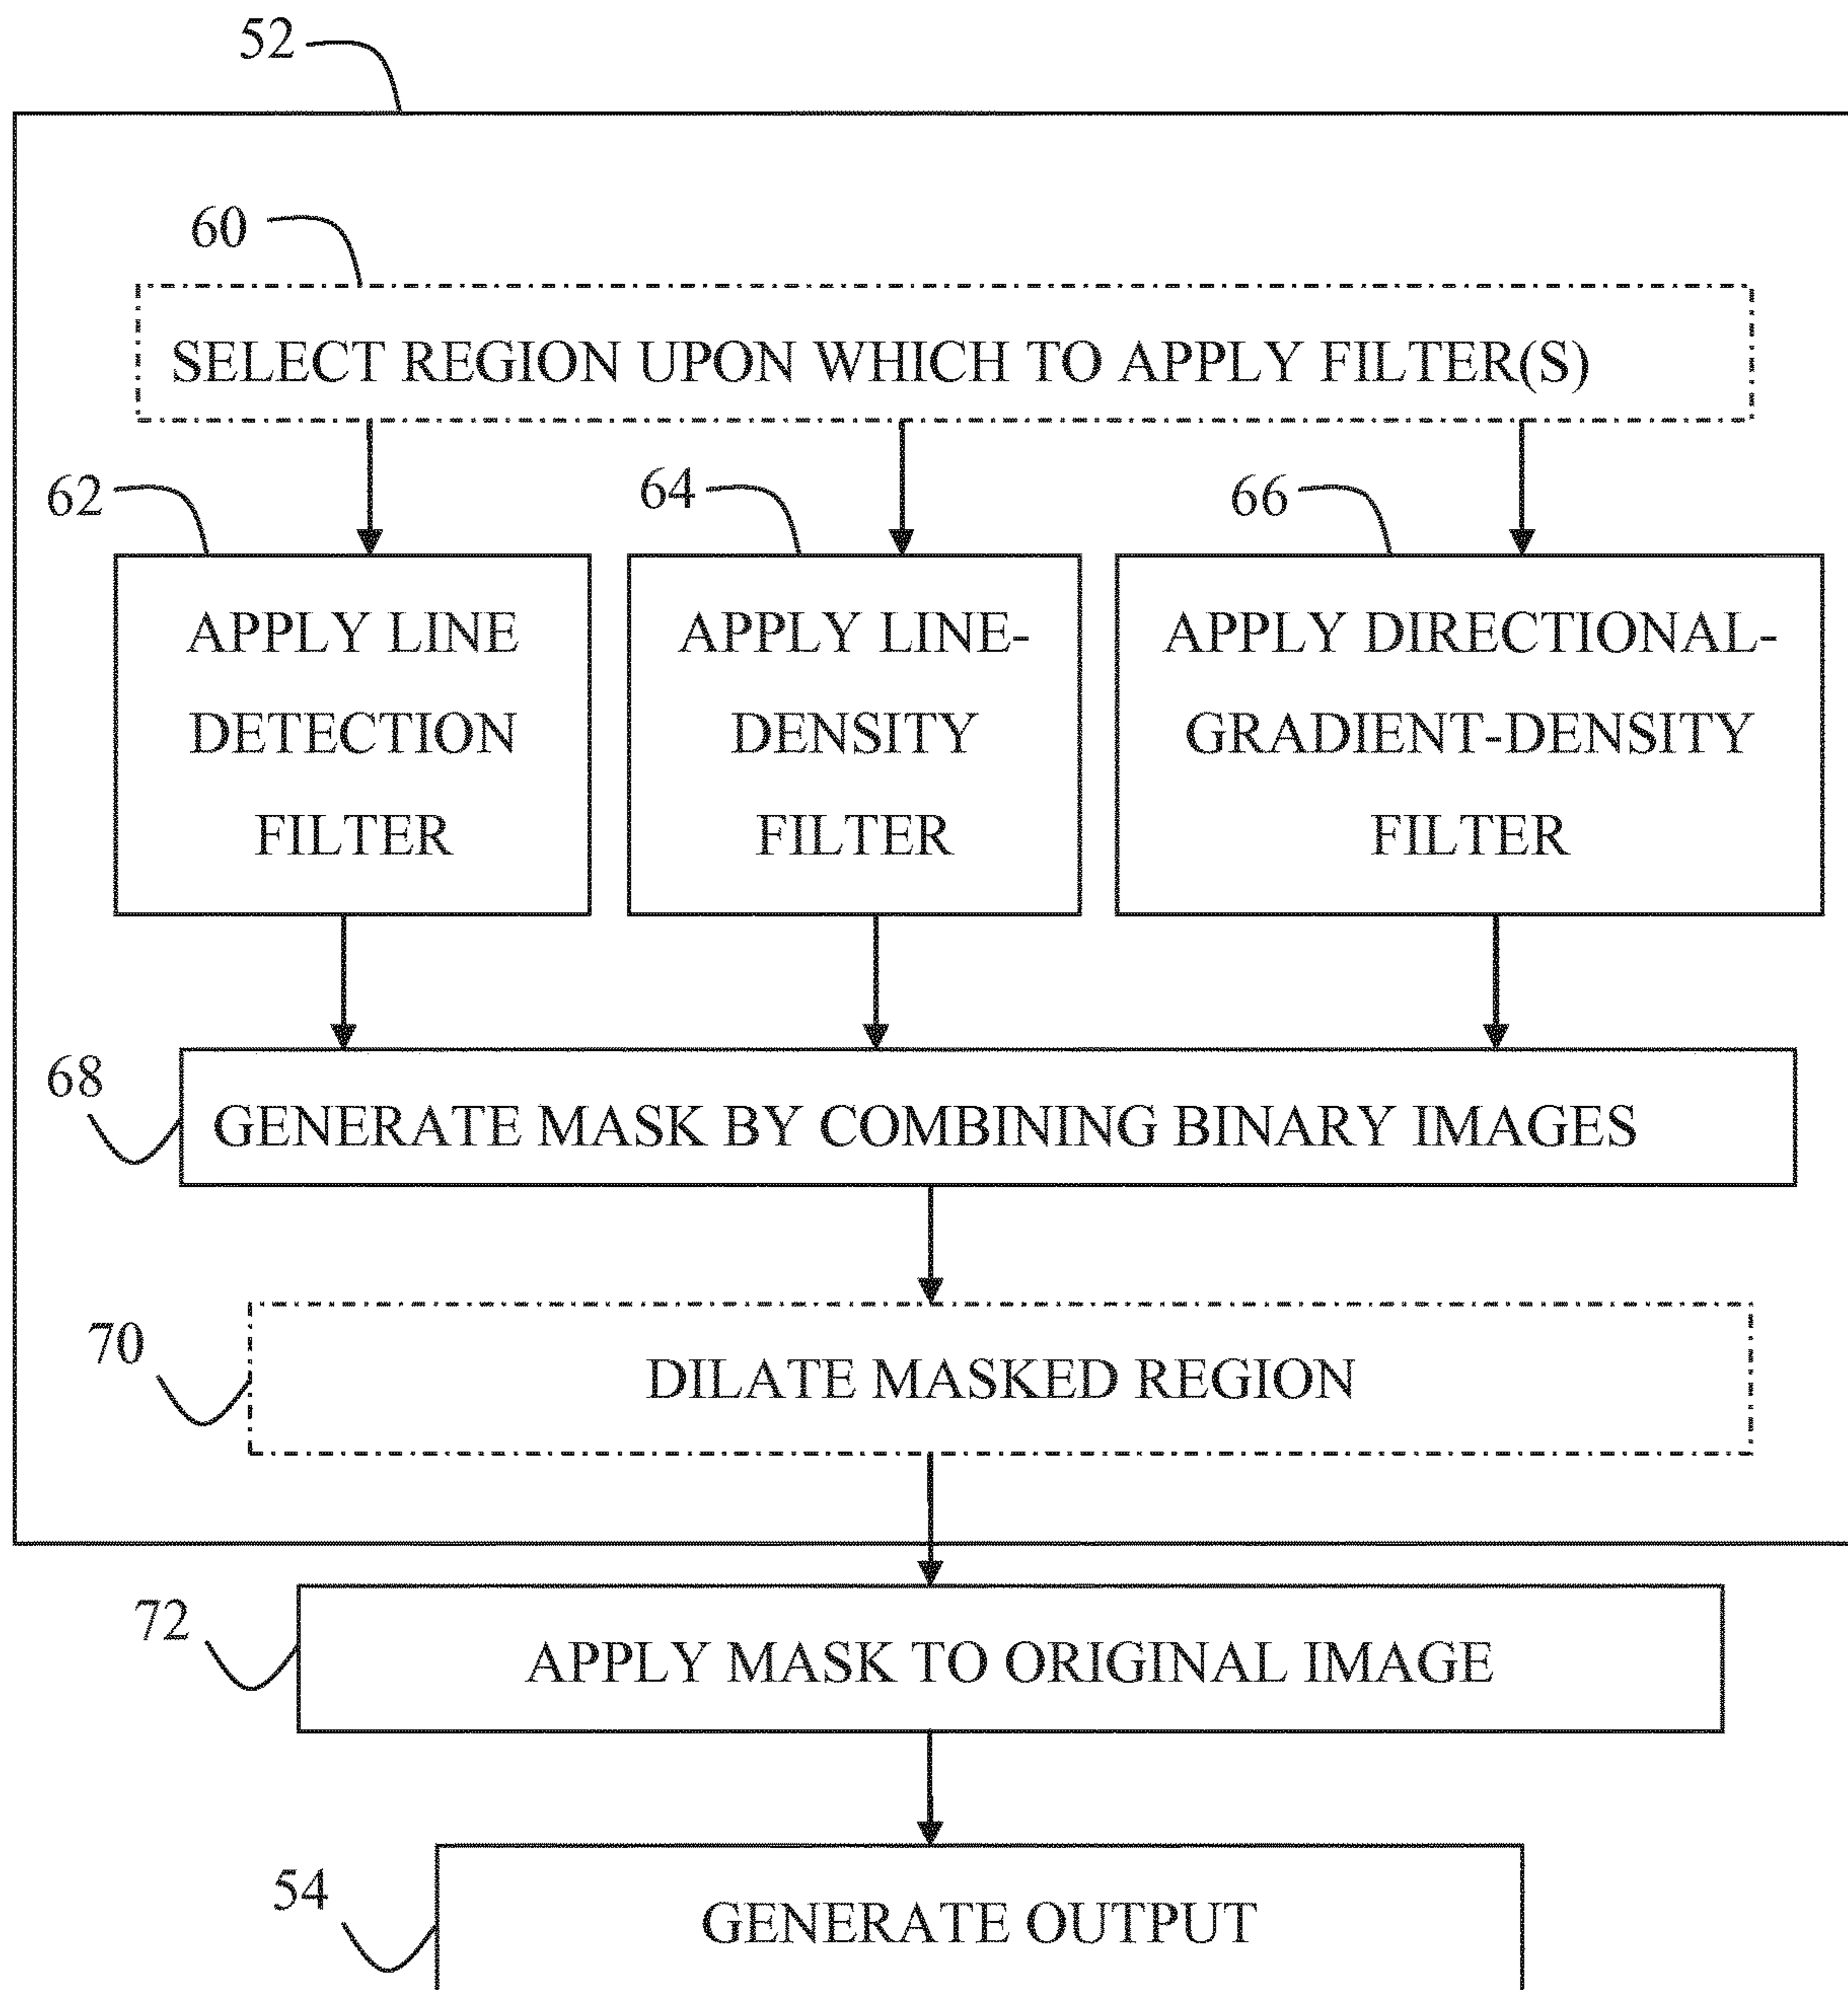 52
60
SELECT REGION UPON WHICH TO APPLY FILTER(S)
62
64
66
APPLY LINE
DETECTION
FILTER
APPLY LINE-
DENSITY
FILTER
APPLY DIRECTIONAL-
GRADIENT-DENSITY
FILTER
68
GENERATE MASK BY COMBINING BINARY IMAGES
70
DILATE MASKED REGION
72
APPLY MASK TO ORIGINAL IMAGE
54
GENERATE OUTPUT